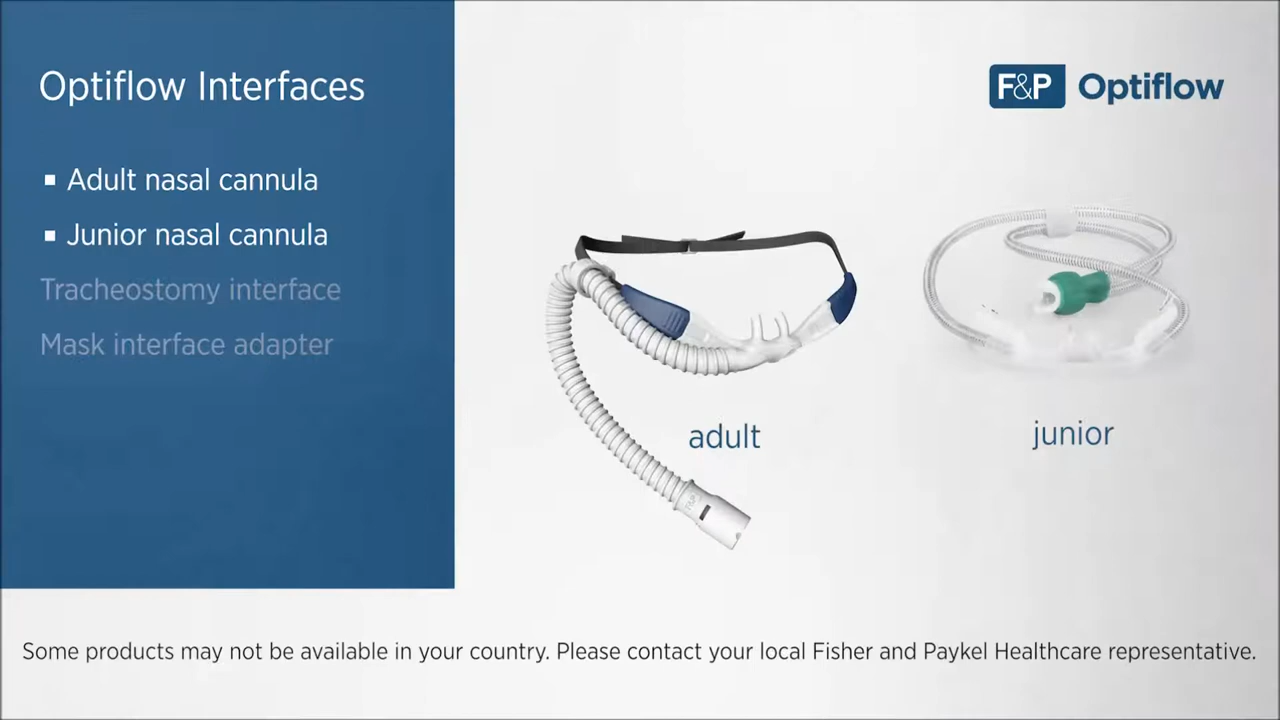 Optiflow Interfaces
F&P Optiflow
▪ Adult nasal cannula
▪ Junior nasal cannula
Tracheostomy interface
Mask interface adapter
adult
junior
F&P
Some products may not be available in your country. Please contact your local Fisher and Paykel Healthcare representative.